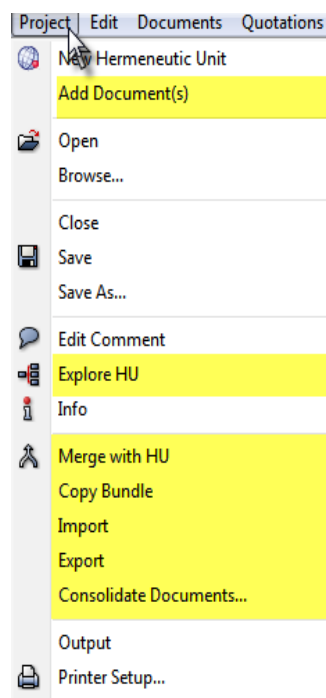 Project Edit Documents Quotations
New Hermeneutic Unit
Add Document(s)
Open
Browse...
Close
Save
Save As...
Edit Comment
Explore HU
Info
Merge with HU
Copy Bundle
Import
Export
Consolidate Documents...
Output
Printer Setup...